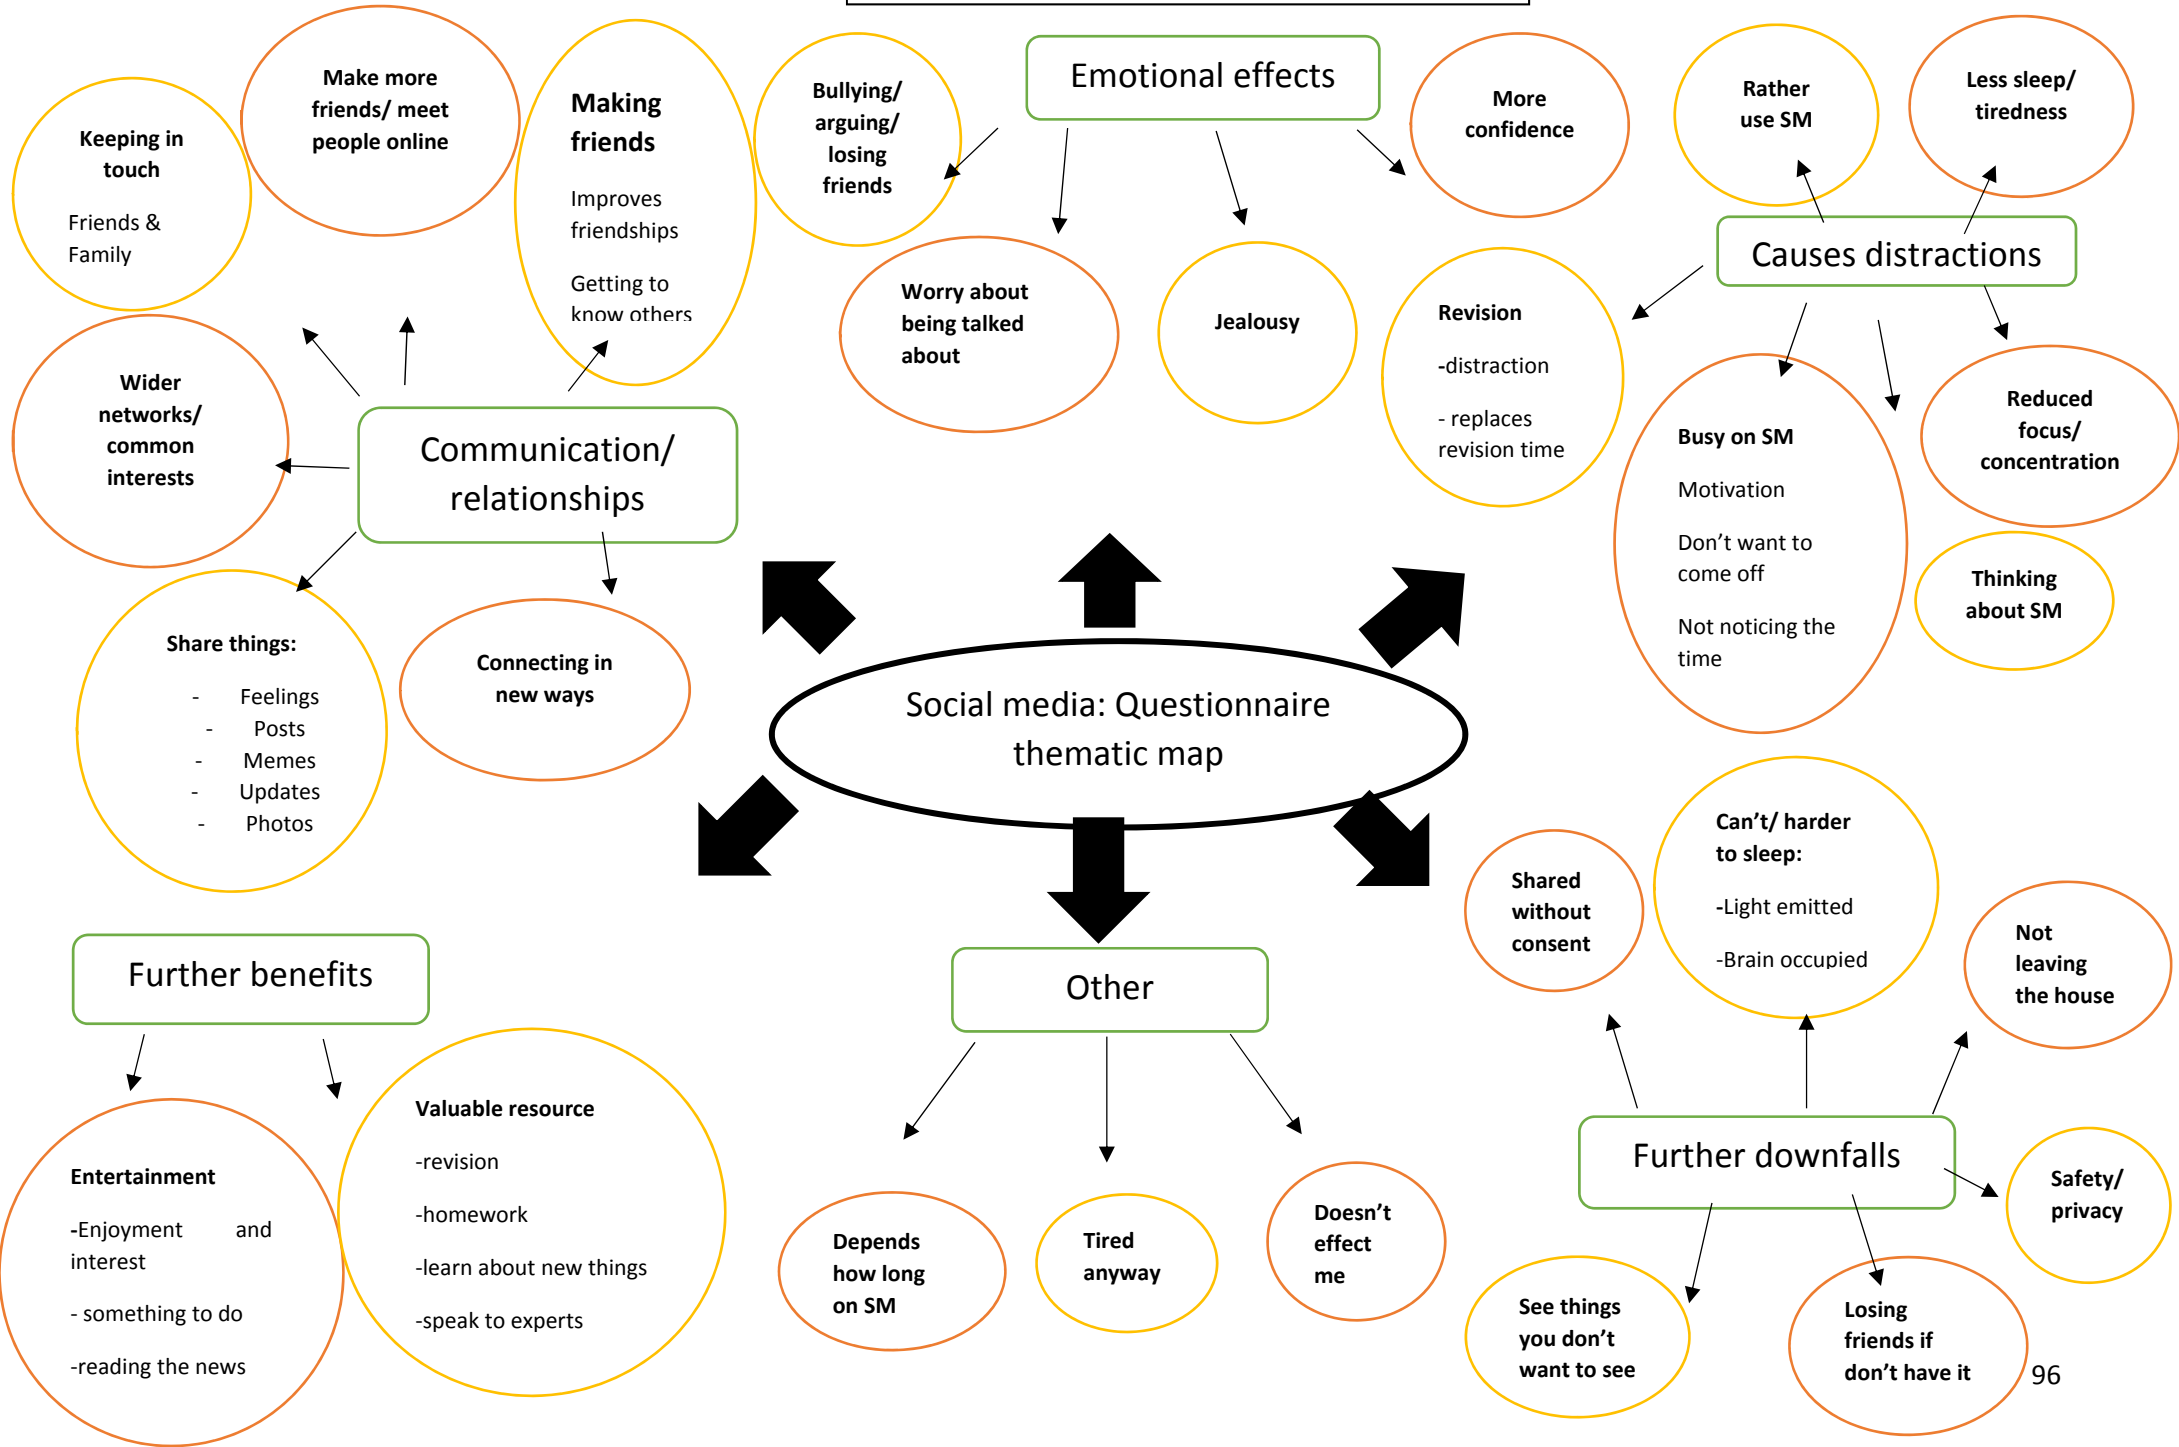 Keeping in
touch
Friends &
Family
Make more
friends/ meet
people online
Making
friends
Improves
friendships
Getting to
know others
Wider
networks/
common
interests
Communication/
relationships
Share things:
- Feelings
- Posts
- Memes
- Updates
- Photos
Connecting in
new ways
Emotional effects
Bullying/
arguing/
losing
friends
Worry about
being talked
about
Jealousy
More
confidence
Causes distractions
Rather
use SM
Less sleep/
tiredness
Revision
-distraction
- replaces
revision time
Busy on SM
Motivation
Don’t want to
come off
Not noticing the
time
Reduced
focus/
concentration
Thinking
about SM
Social media: Questionnaire
thematic map
Further benefits
Entertainment
-Enjoyment and
interest
- something to do
-reading the news
Valuable resource
-revision
-homework
-learn about new things
-speak to experts
Other
Depends
how long
on SM
Tired
anyway
Doesn’t
effect
me
Further downfalls
Shared
without
consent
Can’t/ harder
to sleep:
-Light emitted
-Brain occupied
Not
leaving
the house
Safety/
privacy
See things
you don’t
want to see
Losing
friends if
don’t have it
96